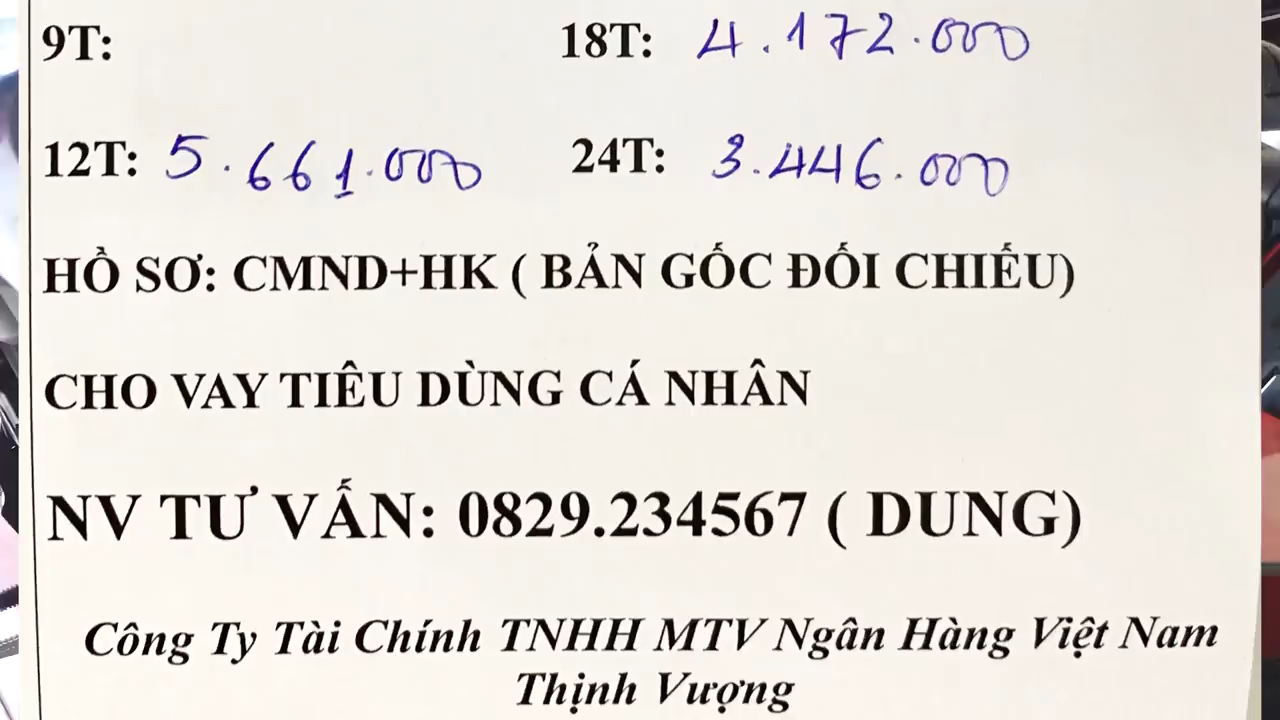 9T: 18T: 4.172.000
12T: 5.661.000 24T: 3.446.000
HỒ SƠ: CMND+HK ( BẢN GỐC ĐỐI CHIẾU)
CHO VAY TIÊU DÙNG CÁ NHÂN
NV TƯ VẤN: 0829.234567 ( DUNG)
Công Ty Tài Chính TNHH MTV Ngân Hàng Việt Nam
Thịnh Vượng